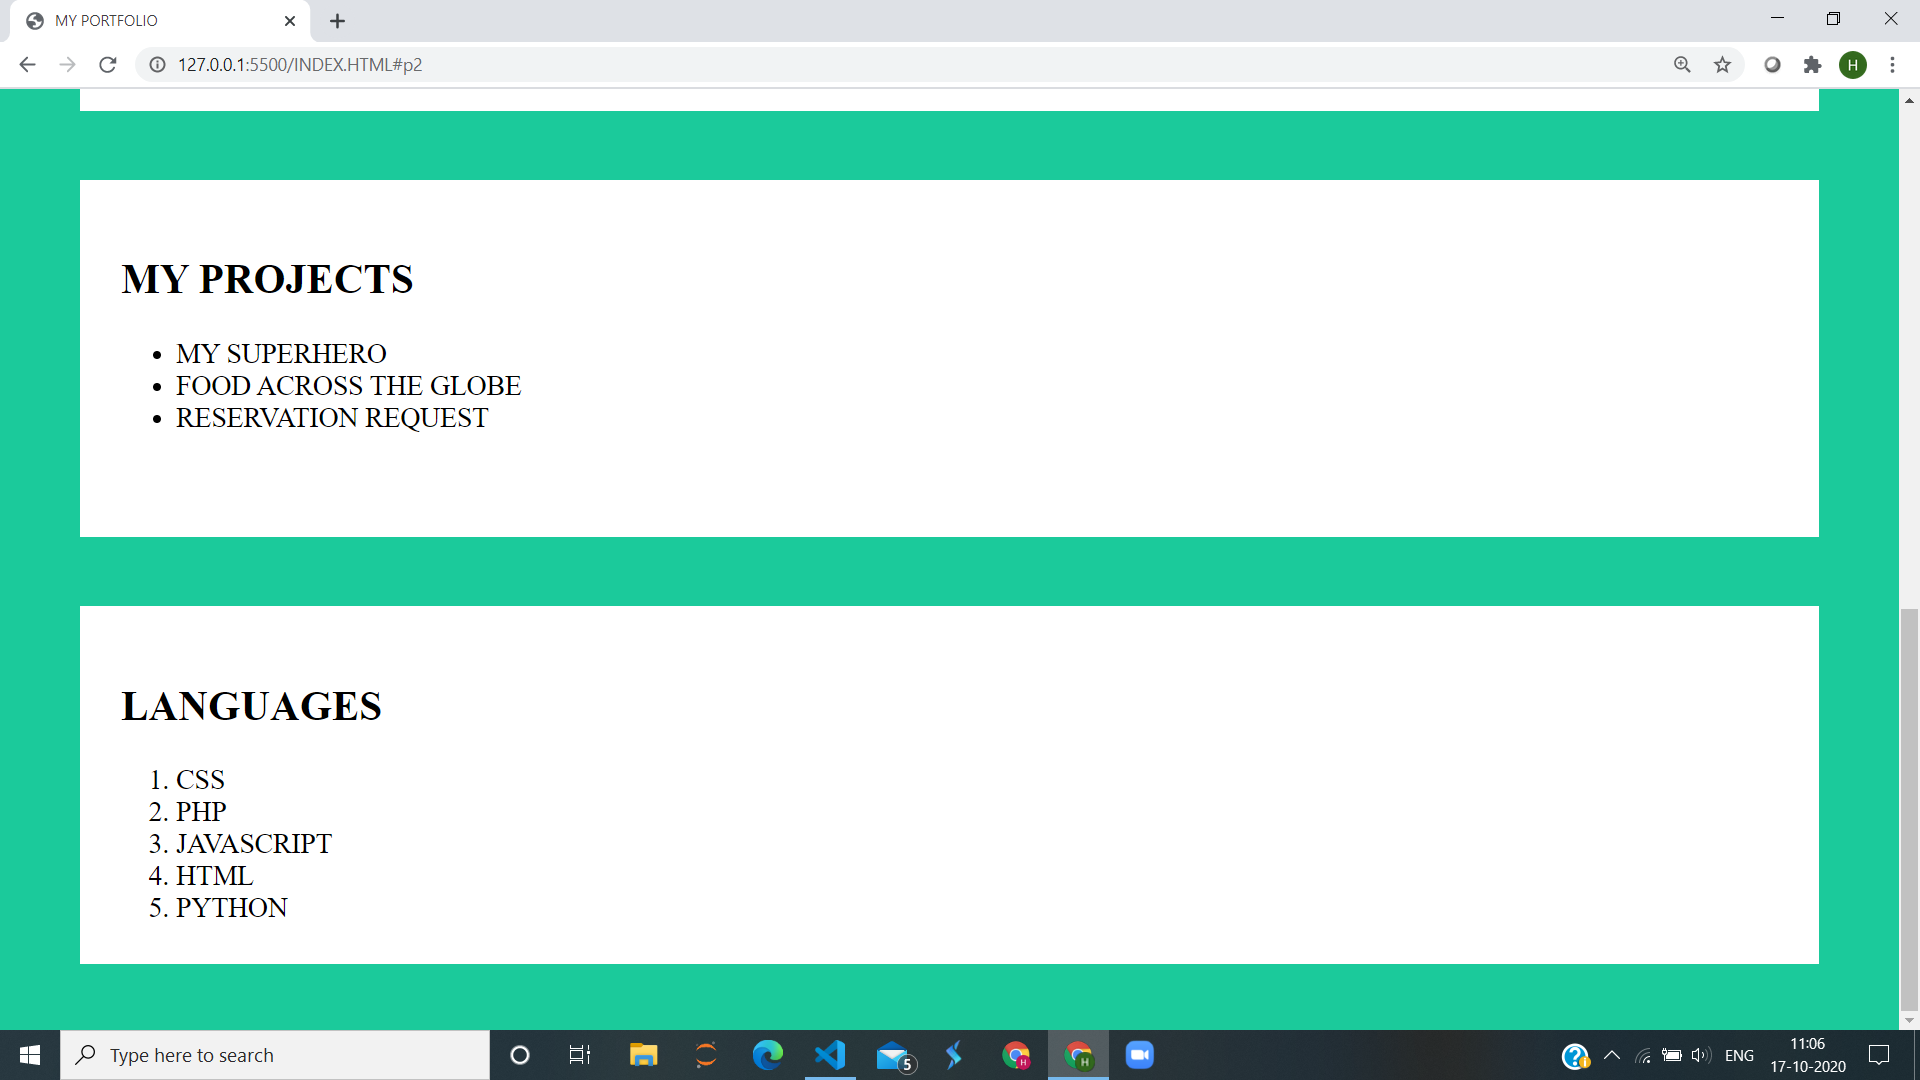 MY PORTFOLIO
127.0.0.1:5500/INDEX.HTML#p2
H
MY PROJECTS
• MY SUPERHERO
• FOOD ACROSS THE GLOBE
• RESERVATION REQUEST
LANGUAGES
1. CSS
2. PHP
3. JAVASCRIPT
4. HTML
5. PYTHON
Type here to search
5
H
H
ENG
11:06
17-10-2020